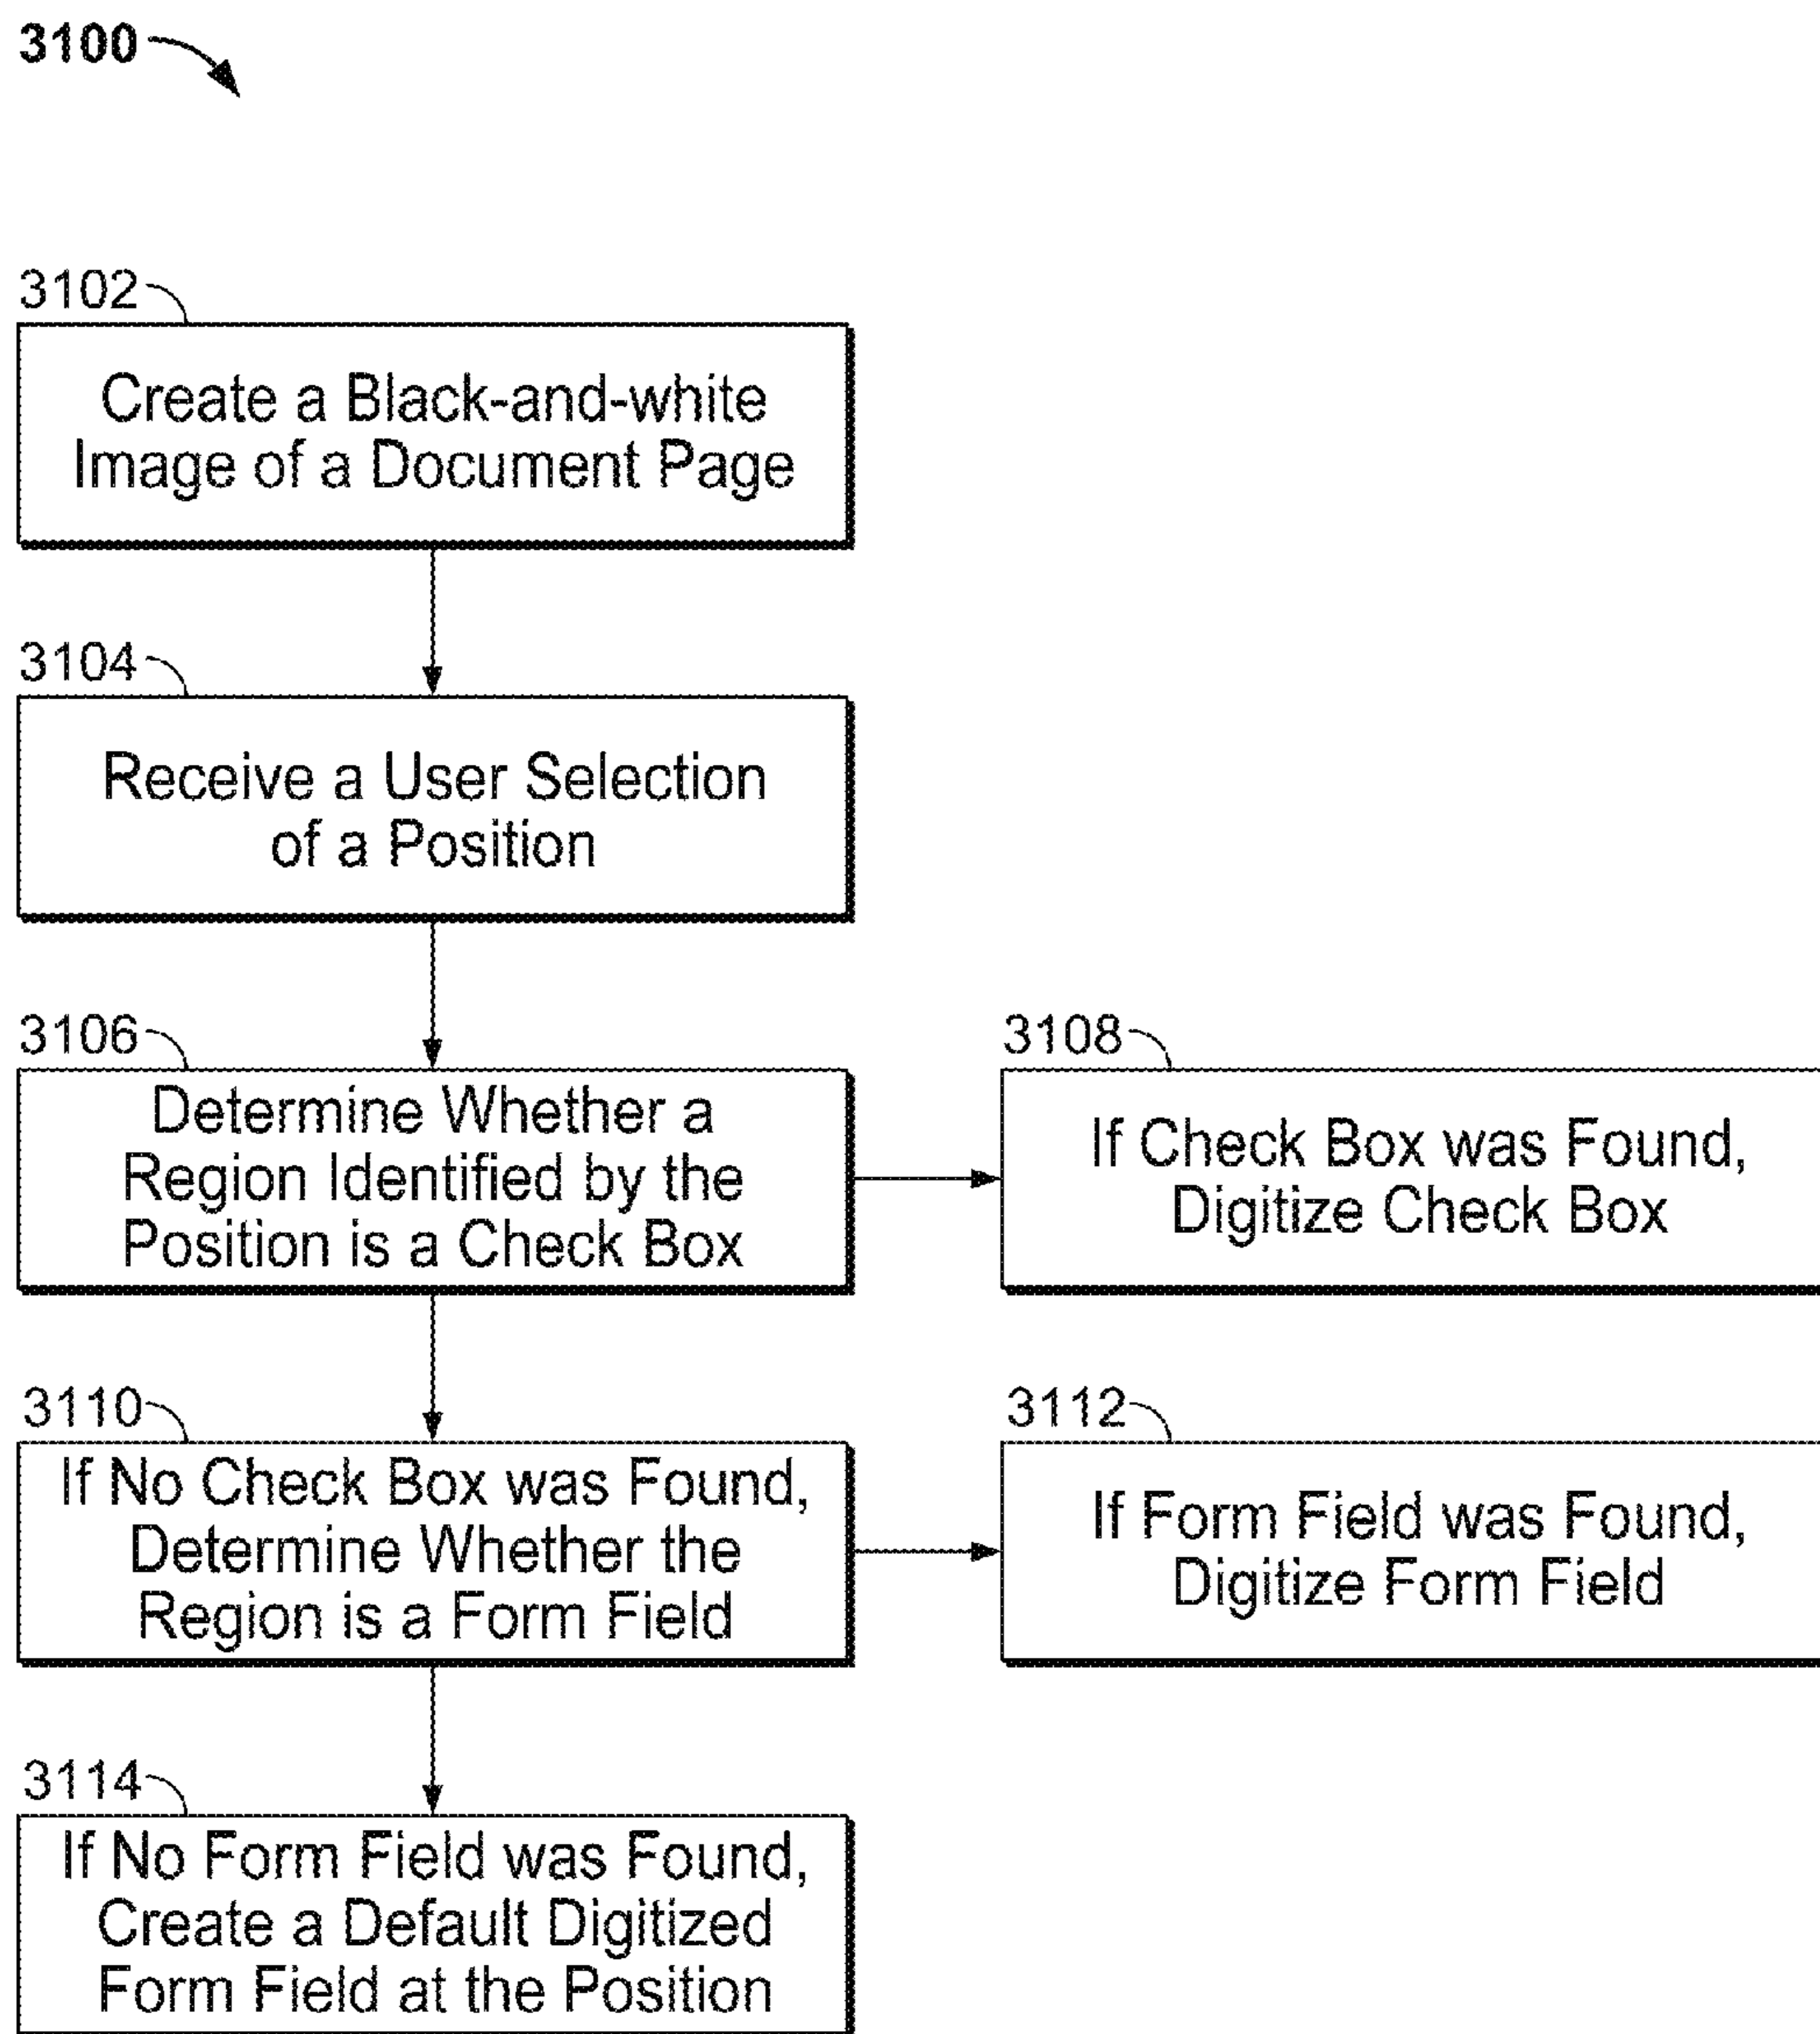 3100
3102
Create a Black-and-white
Image of a Document Page
3104
Receive a User Selection
of a Position
3106
Determine Whether a
Region Identified by the
Position is a Check Box
3108
If Check Box was Found,
Digitize Check Box
3110
If No Check Box was Found,
Determine Whether the
Region is a Form Field
3112
If Form Field was Found,
Digitize Form Field
3114
If No Form Field was Found,
Create a Default Digitized
Form Field at the Position